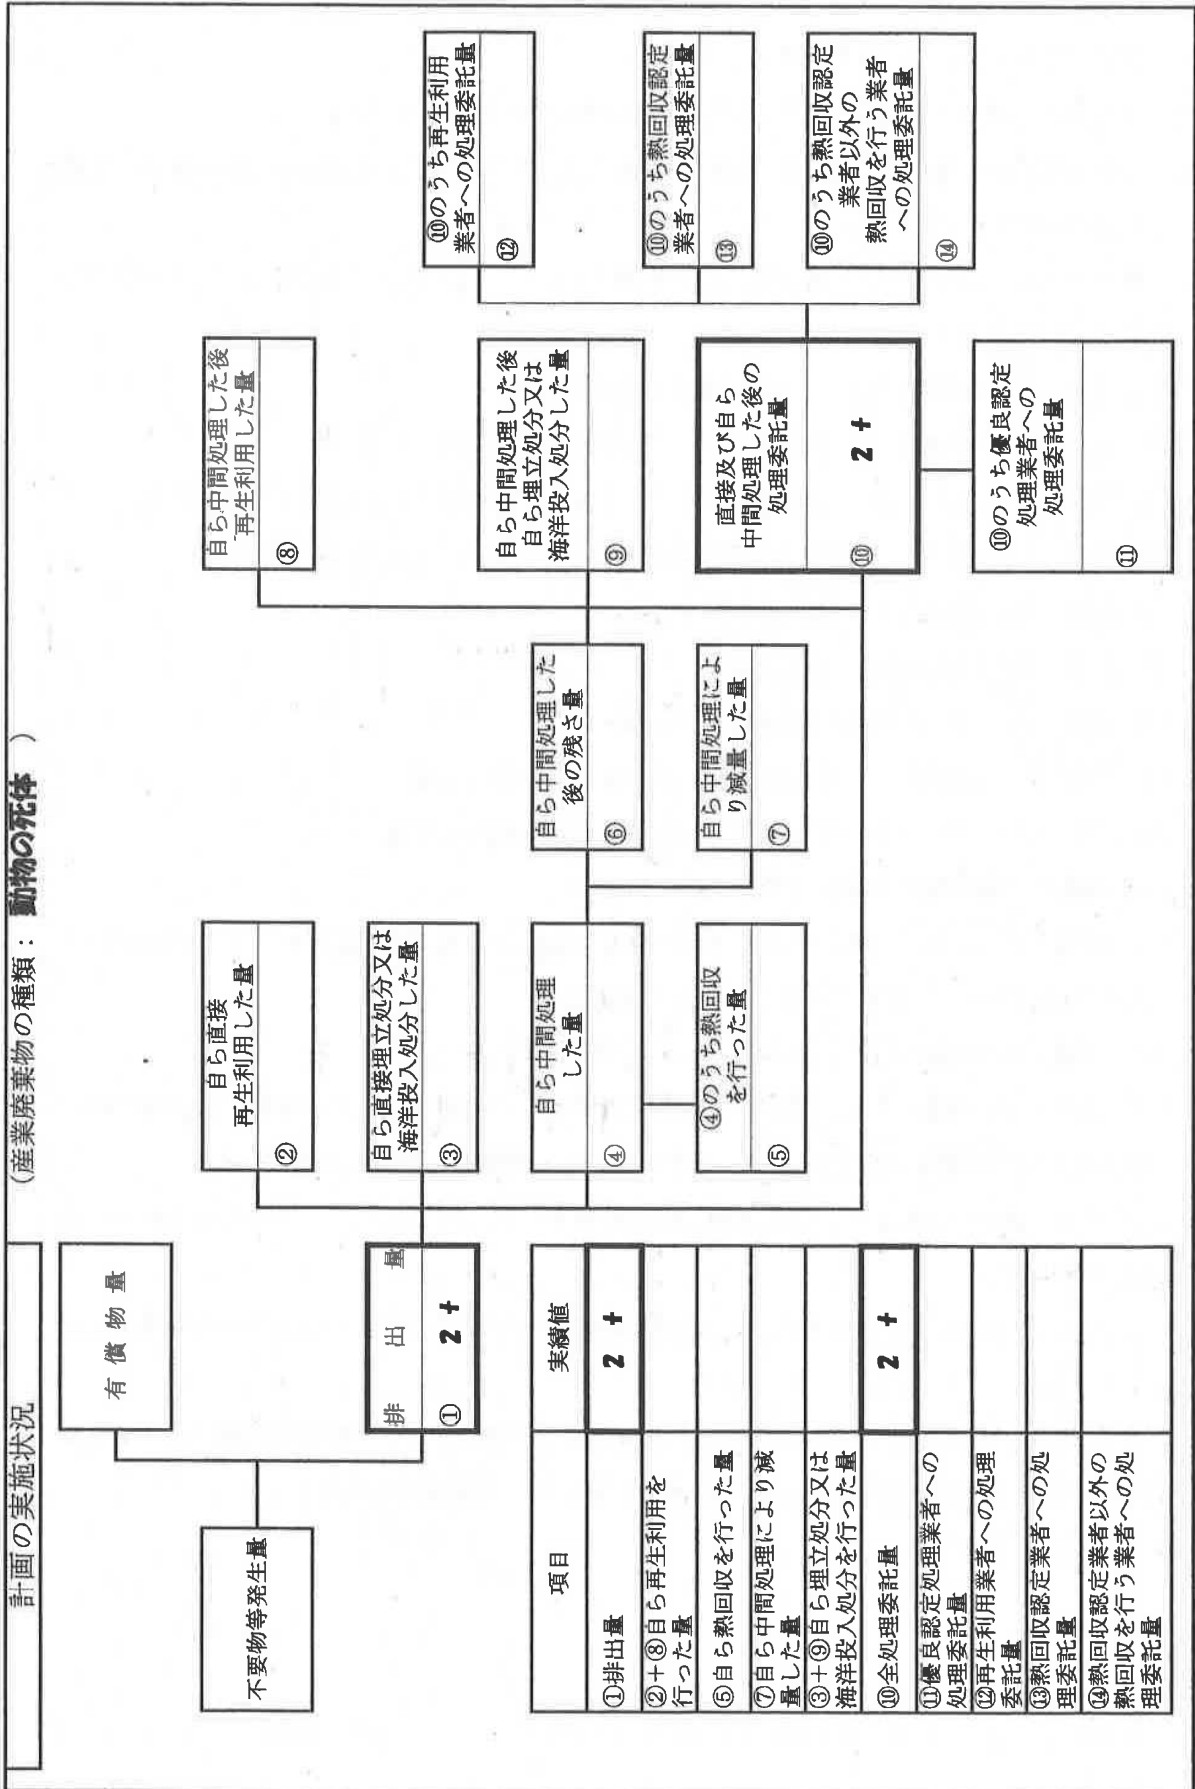 計画の実施状況
(産業廃棄物の種類： 動物の死体 )
不要物等発生量
有償物量
排出量
① 2 t
自ら直接
再生利用した量
②
自ら直接埋立処分又は
海洋投入処分した量
③
自ら中間処理
した量
④
④のうち熱回収
を行った量
⑤
自ら中間処理した
後の残さ量
⑥
自ら中間処理によ
り減量した量
⑦
自ら中間処理した後
再生利用した量
⑧
自ら中間処理した後
自ら埋立処分又は
海洋投入処分した量
⑨
直接及び自ら
中間処理した後の
処理委託量
⑩ 2 t
⑩のうち優良認定
処理業者への
処理委託量
⑪
⑩のうち再生利用
業者への処理委託量
⑫
⑩のうち熱回収認定
業者への処理委託量
⑬
⑩のうち熱回収認定
業者以外の
熱回収を行う業者
への処理委託量
⑭
項目 実績値
①排出量 2 t
②+⑧自ら再生利用を
行った量
⑤自ら熱回収を行った量
⑦自ら中間処理により減
量した量
③+⑨自ら埋立処分又は
海洋投入処分を行った量
⑩全処理委託量 2 t
⑪優良認定処理業者への
処理委託量
⑫再生利用業者への処理
委託量
⑬熱回収認定業者への処
理委託量
⑭熱回収認定業者以外の
熱回収を行う業者への処
理委託量